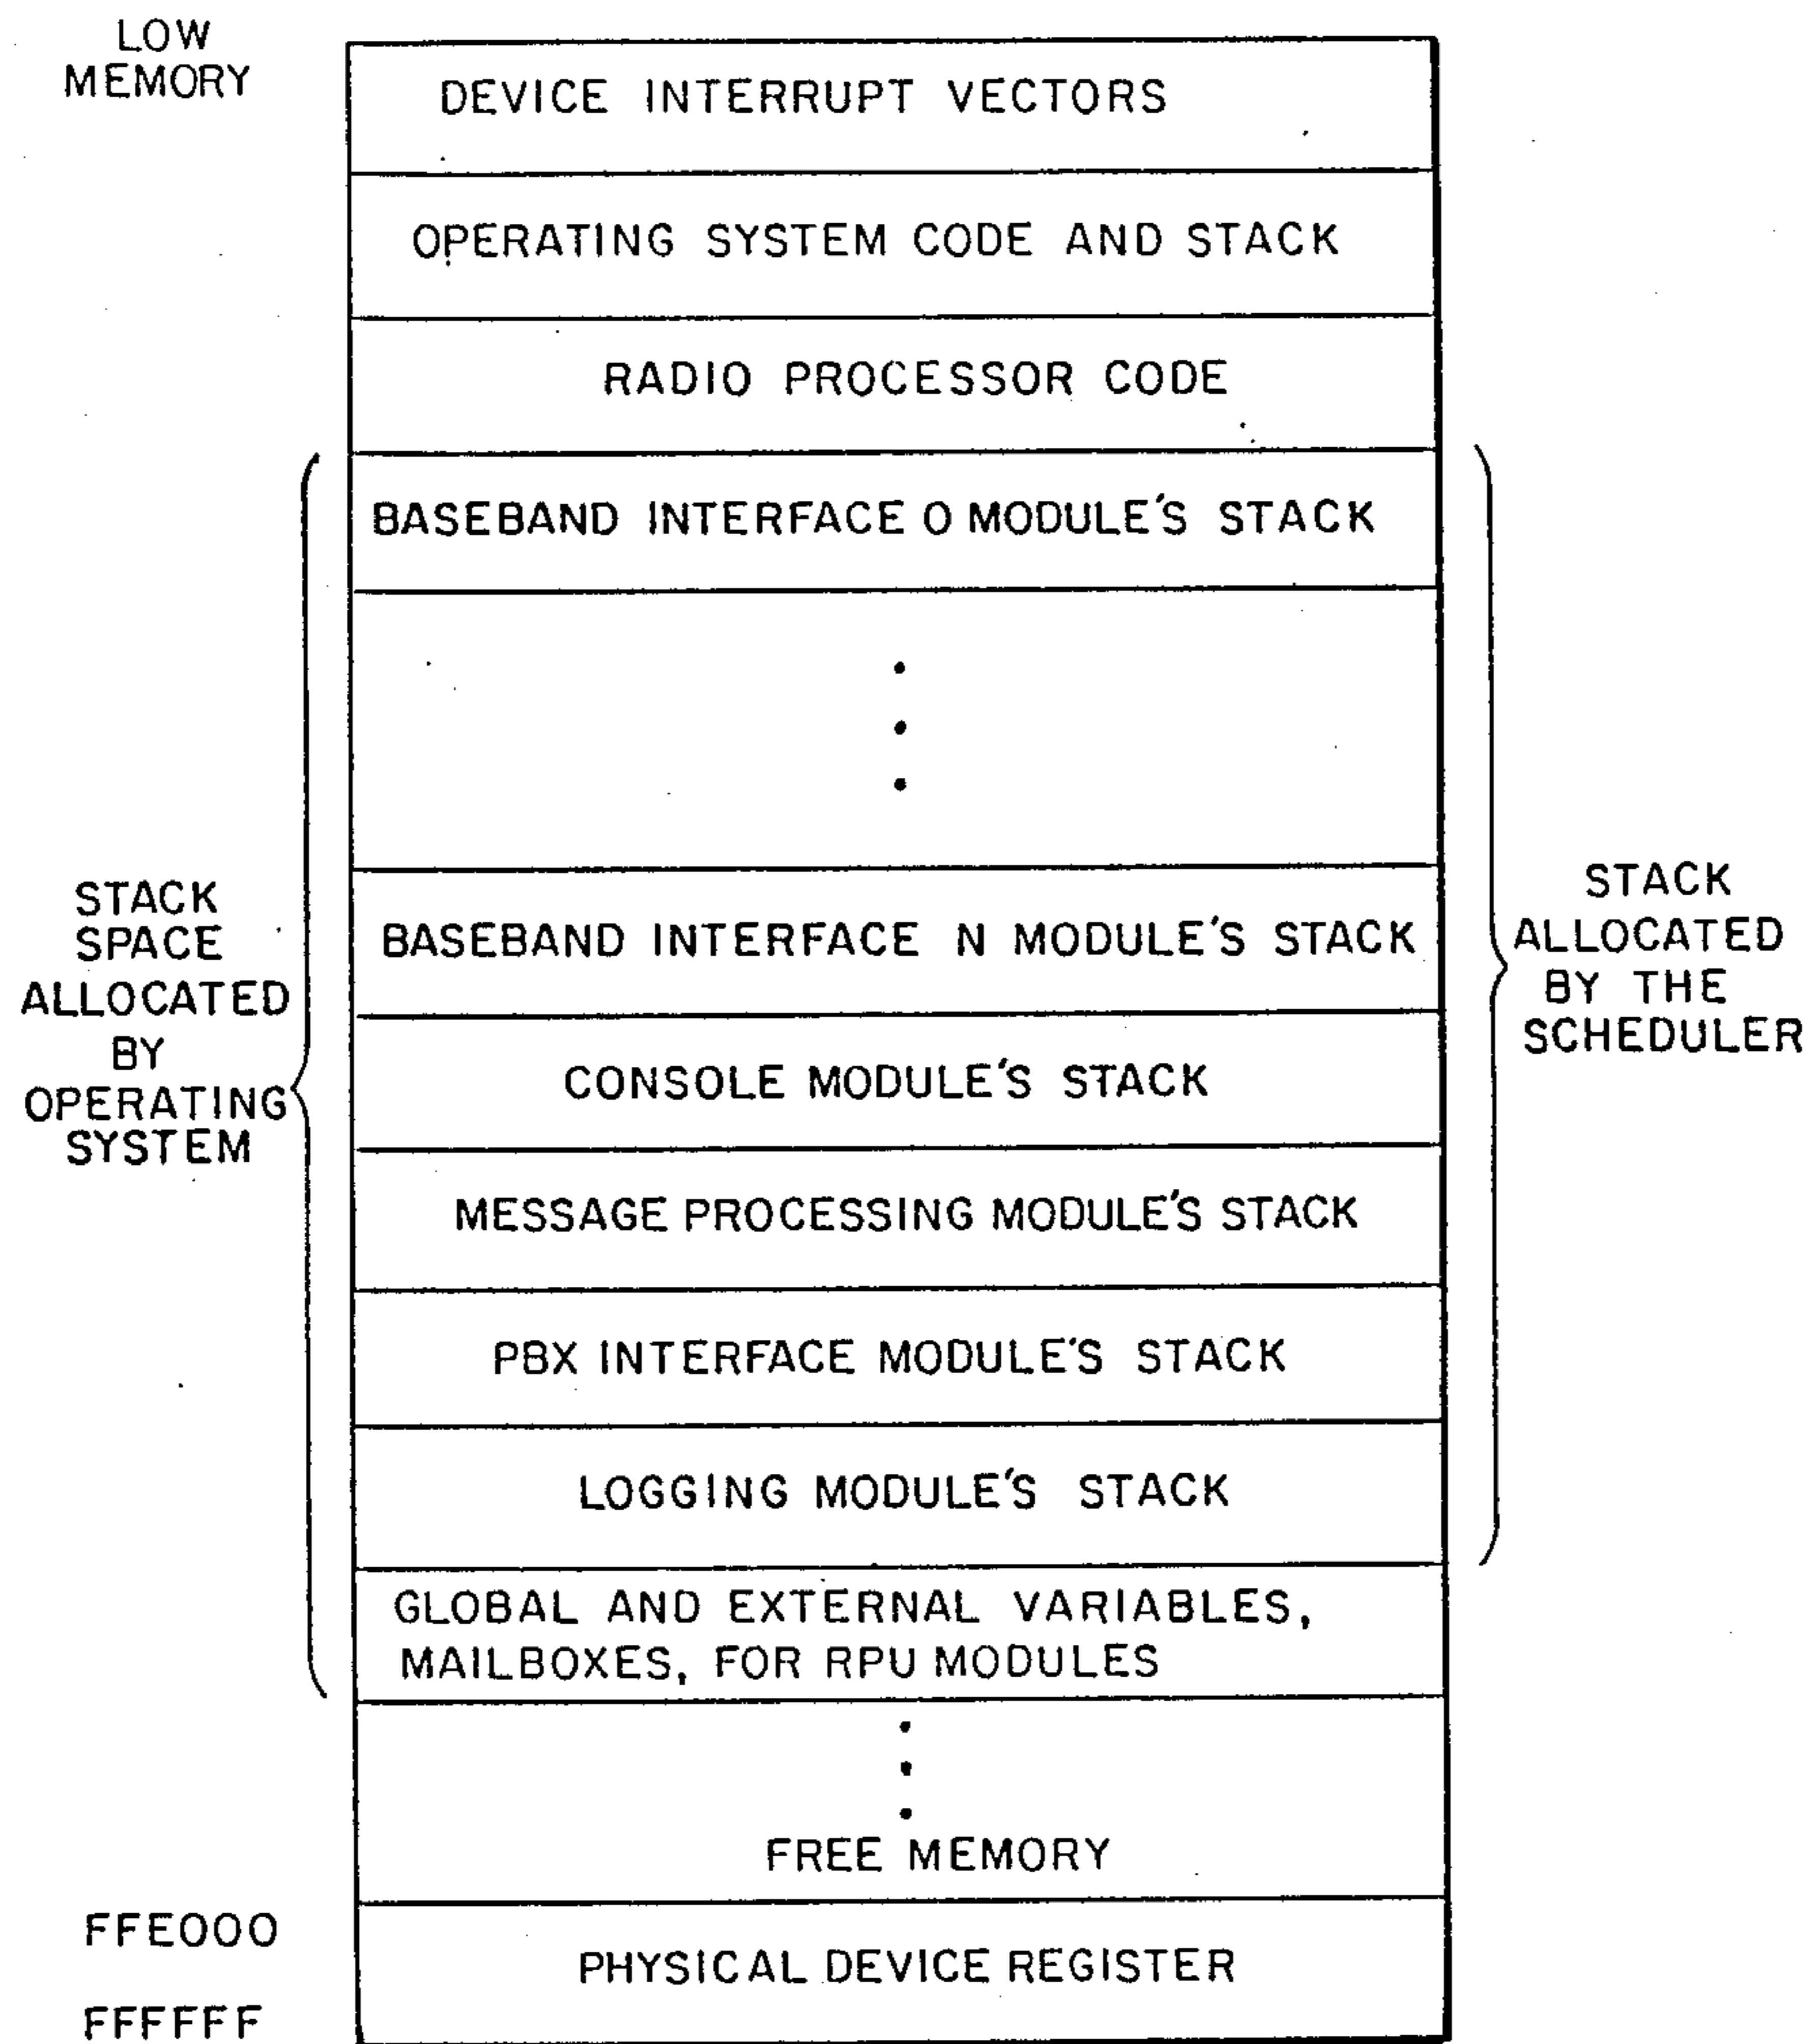 LOW
MEMORY
DEVICE INTERRUPT VECTORS
OPERATING SYSTEM CODE AND STACK
RADIO PROCESSOR CODE
BASEBAND INTERFACE 0 MODULE'S STACK
BASEBAND INTERFACE N MODULE'S STACK
CONSOLE MODULE'S STACK
MESSAGE PROCESSING MODULE'S STACK
PBX INTERFACE MODULE'S STACK
LOGGING MODULE'S STACK
GLOBAL AND EXTERNAL VARIABLES,
MAILBOXES, FOR RPU MODULES
FREE MEMORY
PHYSICAL DEVICE REGISTER
STACK
SPACE
ALLOCATED
BY
OPERATING
SYSTEM
STACK
ALLOCATED
BY THE
SCHEDULER
FFE000
FFFFFF